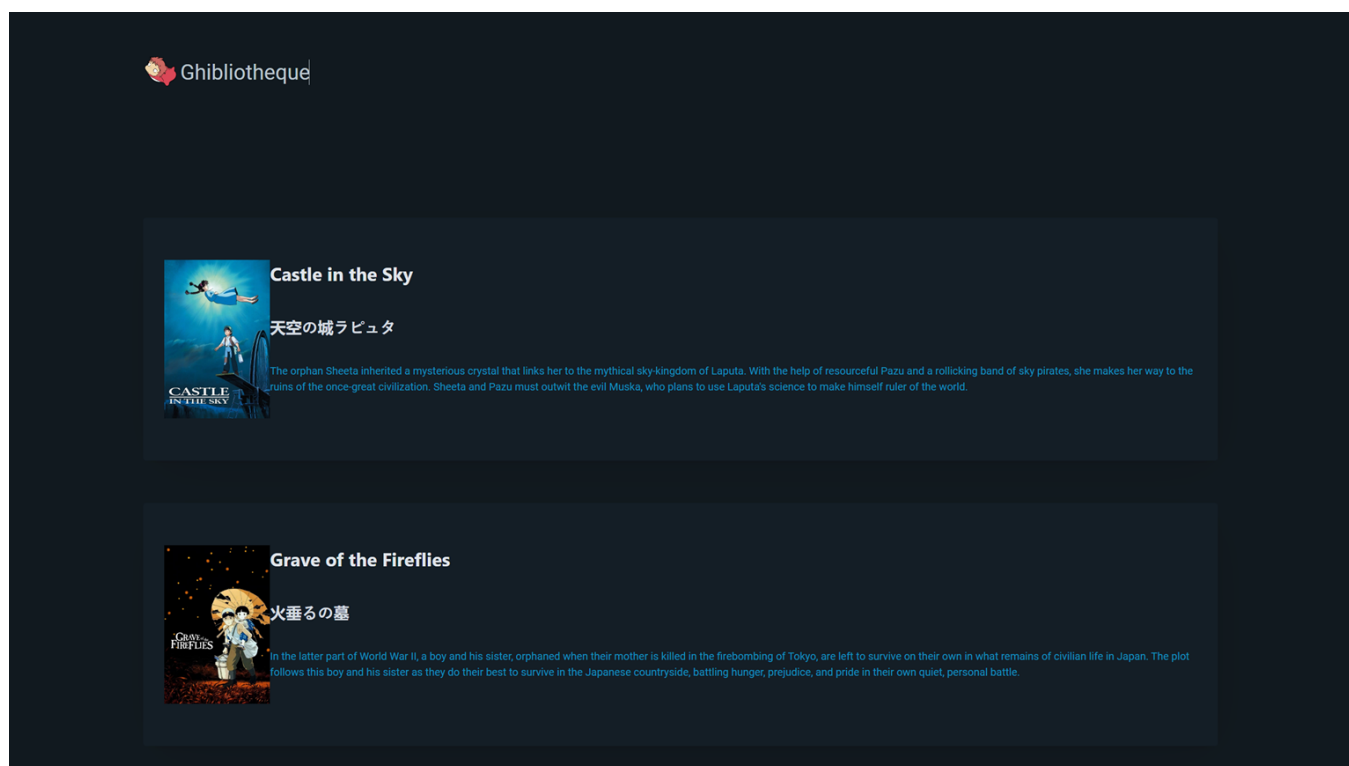 Ghibliotheque
Castle in the Sky
天空の城ラピュタ
The orphan Sheeta inherited a mysterious crystal that links her to the mythical sky-kingdom of Laputa. With the help of resourceful Pazu and a rollicking band of sky pirates, she makes her way to the
ruins of the once-great civilization. Sheeta and Pazu must outwit the evil Muska, who plans to use Laputa's science to make himself ruler of the world.
CASTLE
IN THE SKY
Grave of the Fireflies
火垂るの墓
GRAVE of the
FIREFLIES
In the latter part of World War II, a boy and his sister, orphaned when their mother is killed in the firebombing of Tokyo, are left to survive on their own in what remains of civilian life in Japan. The plot
follows this boy and his sister as they do their best to survive in the Japanese countryside, battling hunger, prejudice, and pride in their own quiet, personal battle.